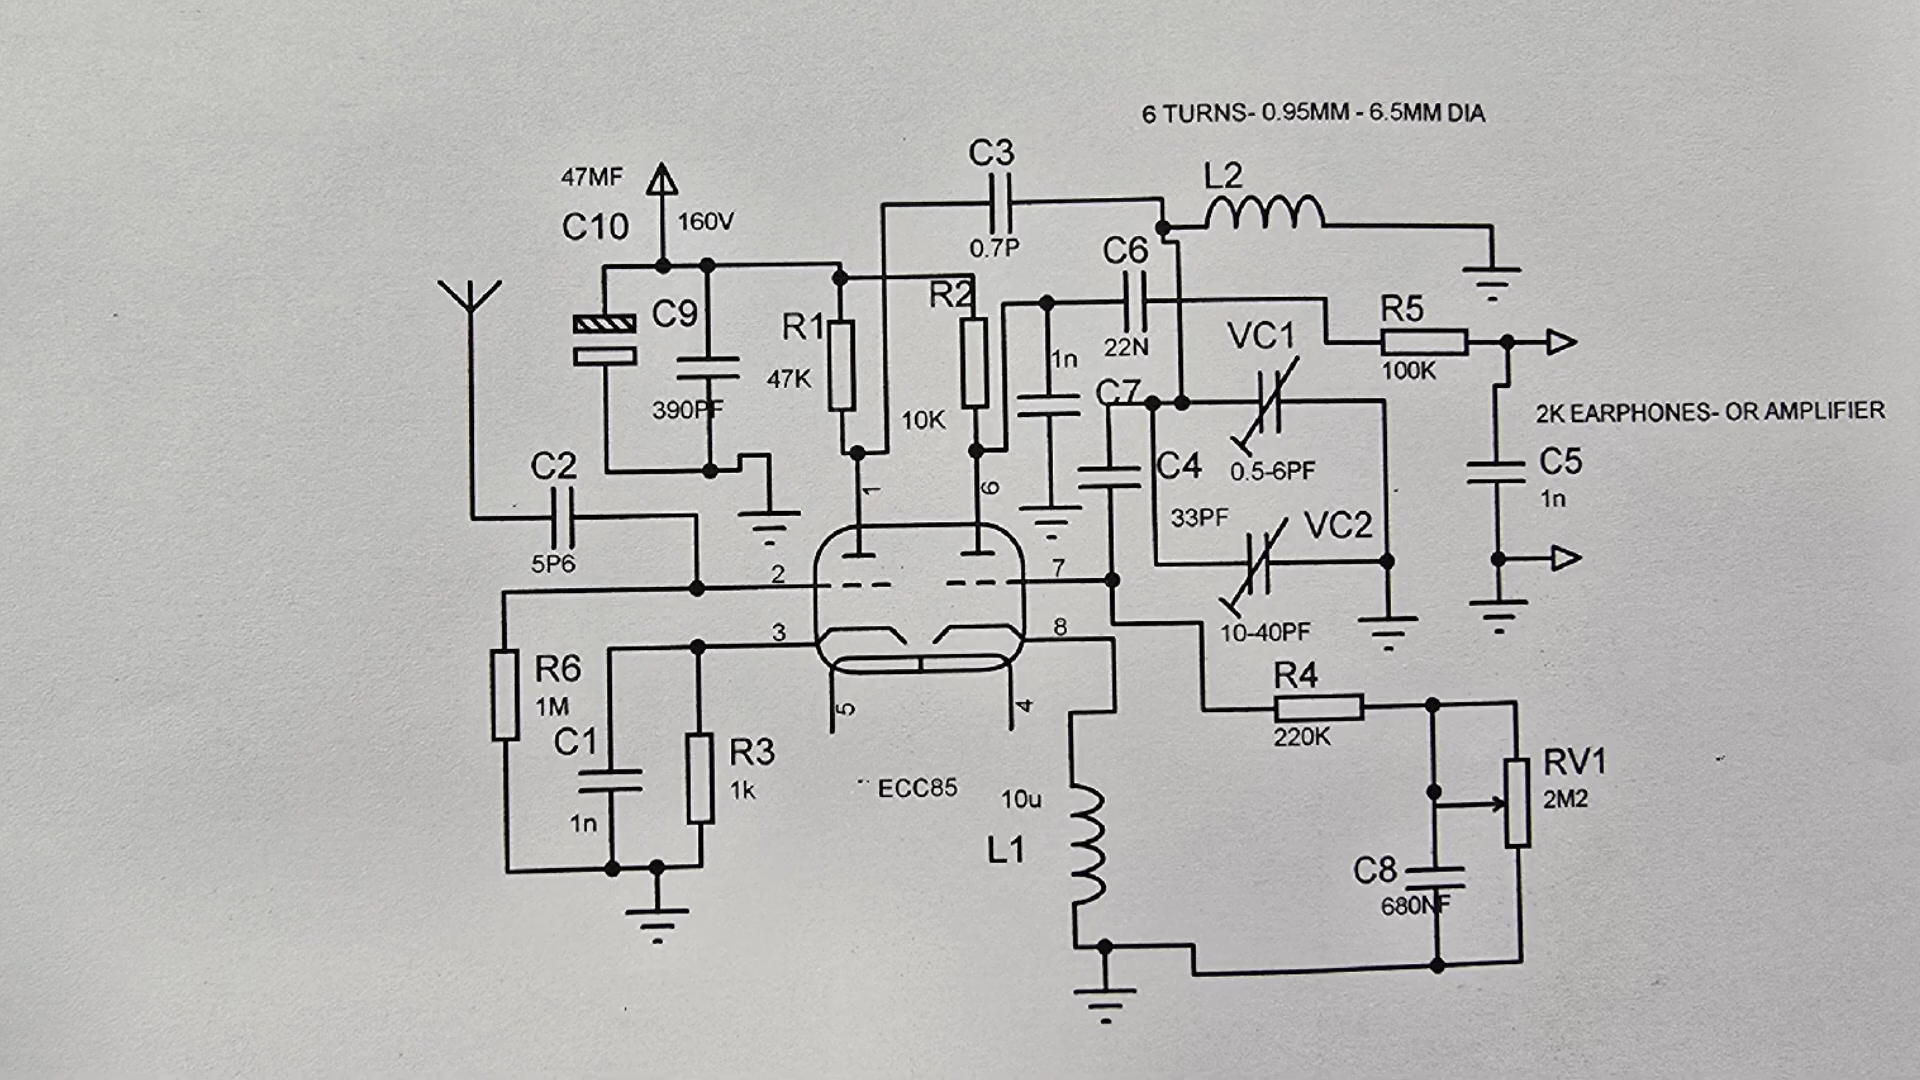 6 TURNS- 0.95MM - 6.5MM DIA
C3
0.7P
L2
47MF
C10
160V
C6
22N
R2
10K
C9
390PF
R1
47K
1n
C7
VC1
0.5-6PF
R5
100K
2K EARPHONES- OR AMPLIFIER
C2
5P6
1
6
C4
33PF
VC2
10-40PF
C5
1n
2
7
3
8
R6
1M
C1
1n
R3
1k
5
4
ECC85
10u
L1
R4
220K
RV1
2M2
C8
680NF